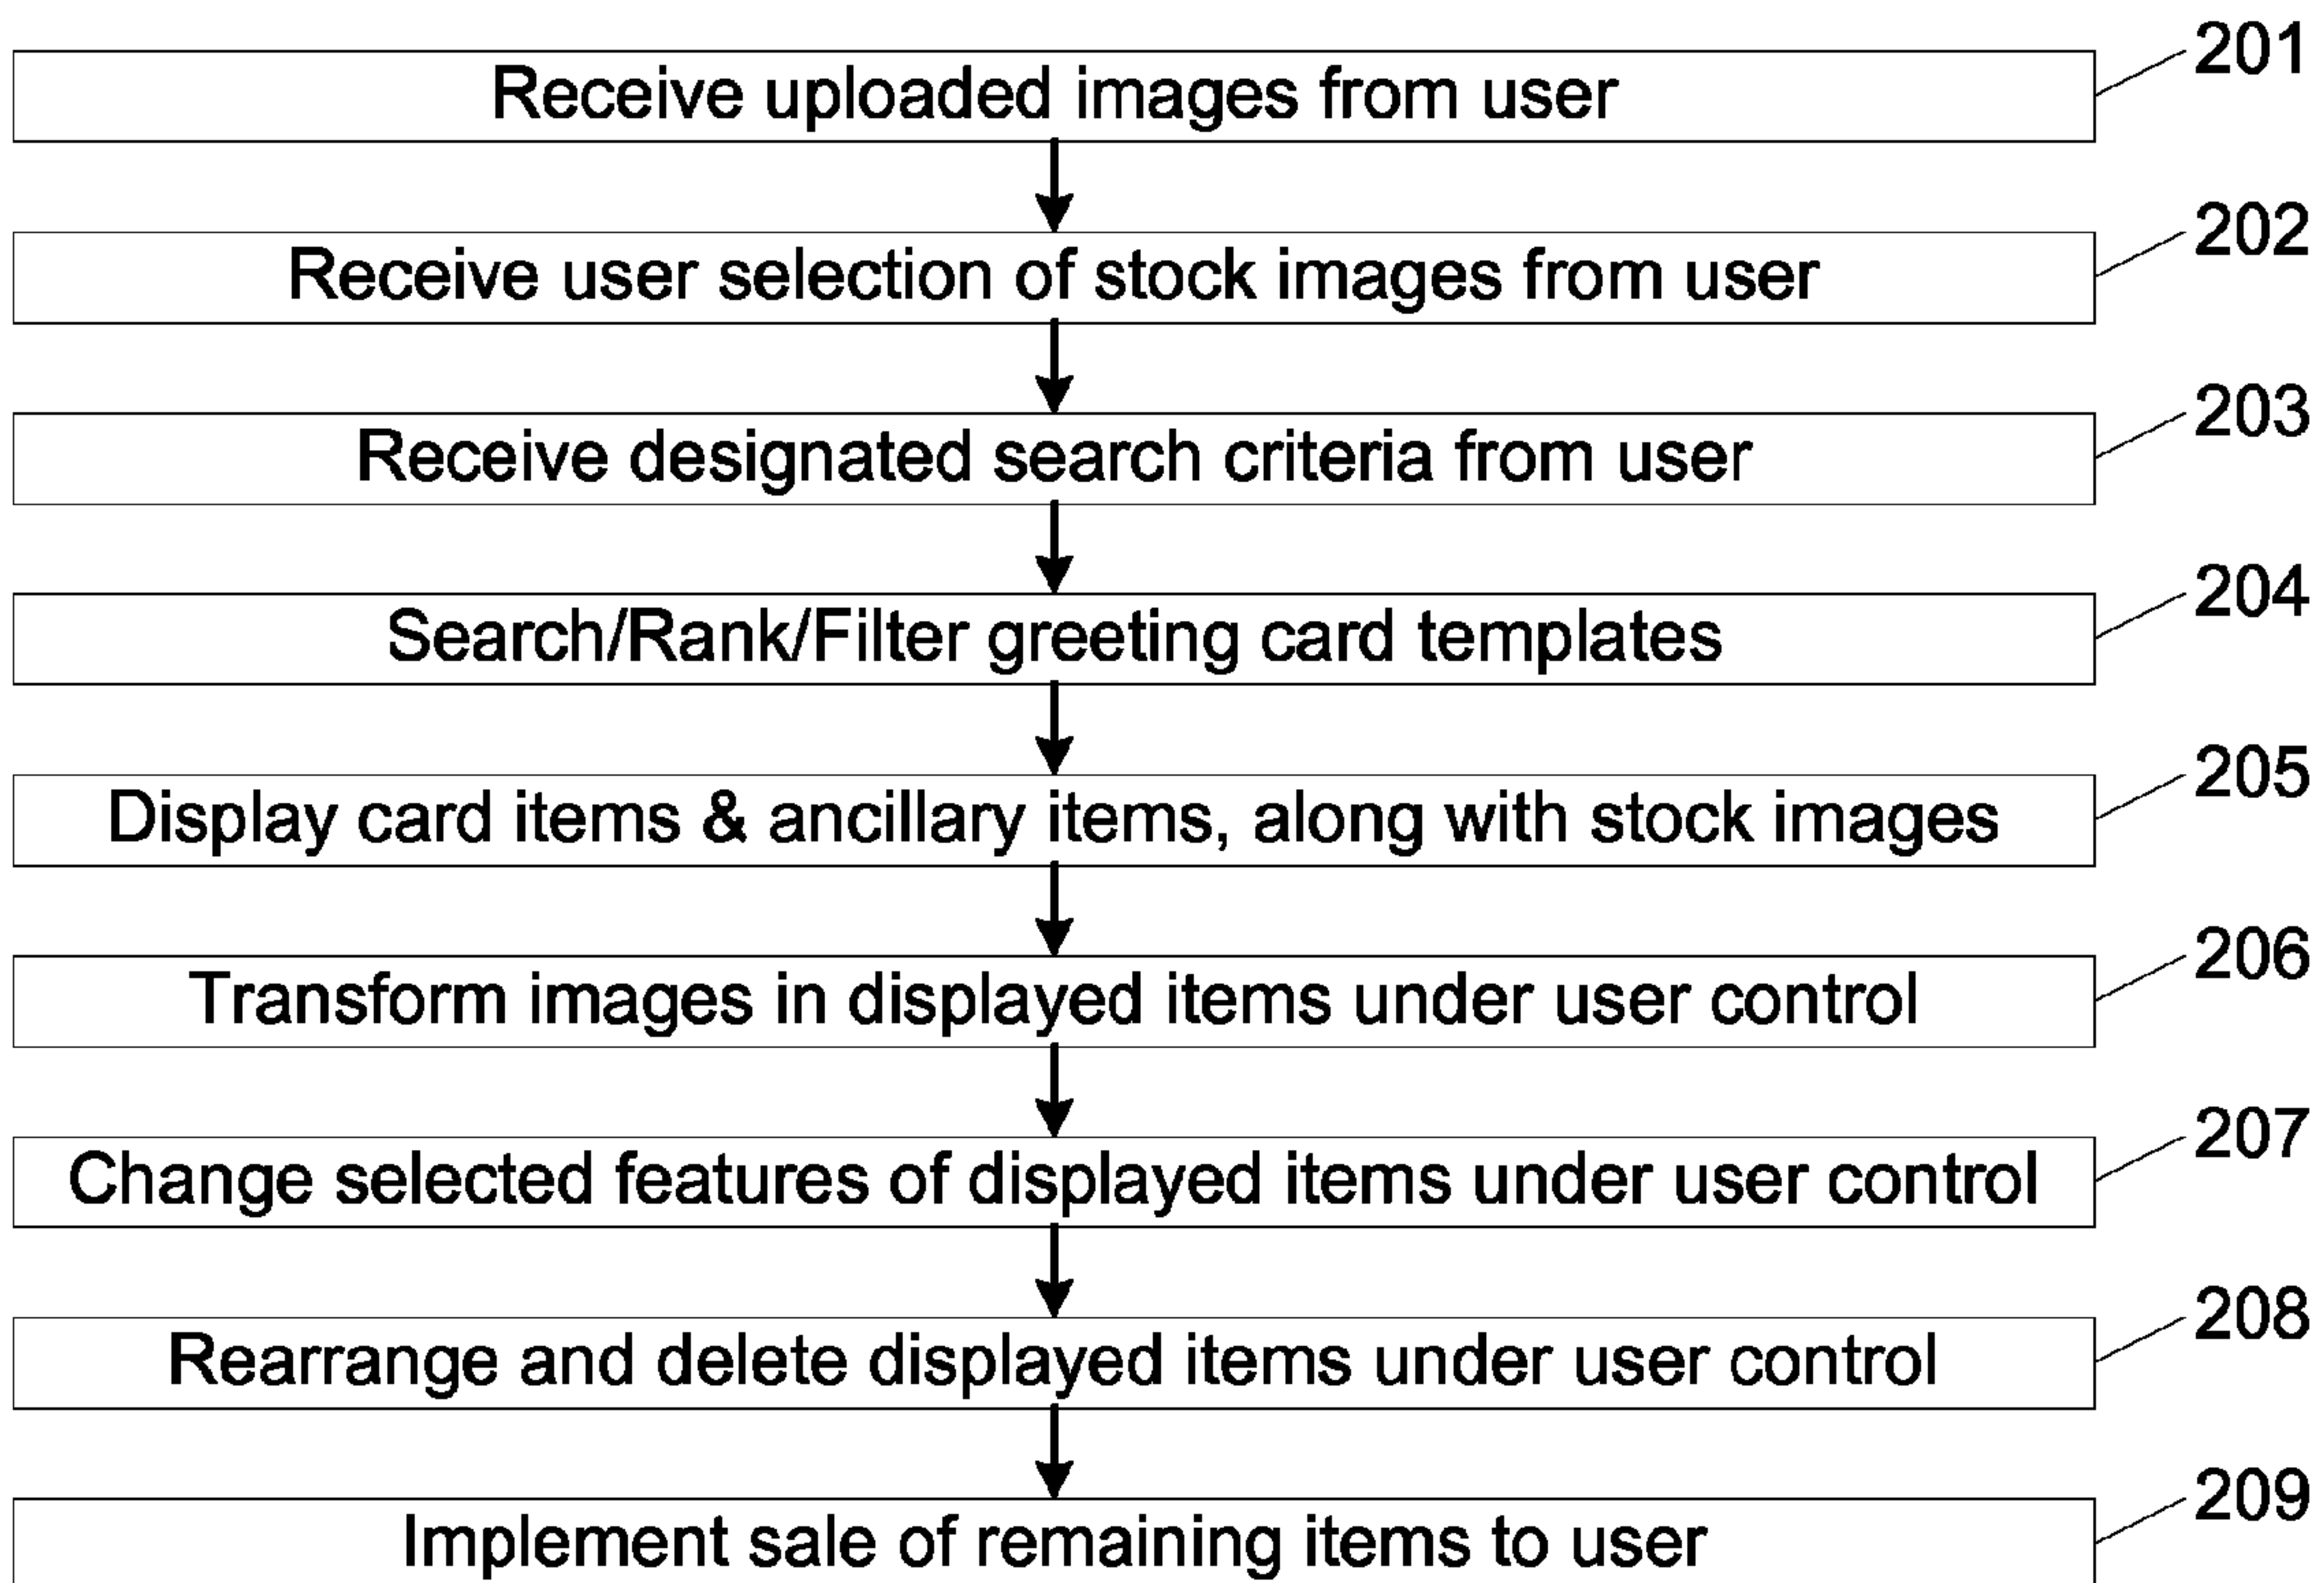 201
Receive uploaded images from user
202
Receive user selection of stock images from user
203
Receive designated search criteria from user
204
Search/Rank/Filter greeting card templates
205
Display card items & ancillary items, along with stock images
206
Transform images in displayed items under user control
207
Change selected features of displayed items under user control
208
Rearrange and delete displayed items under user control
209
Implement sale of remaining items to user